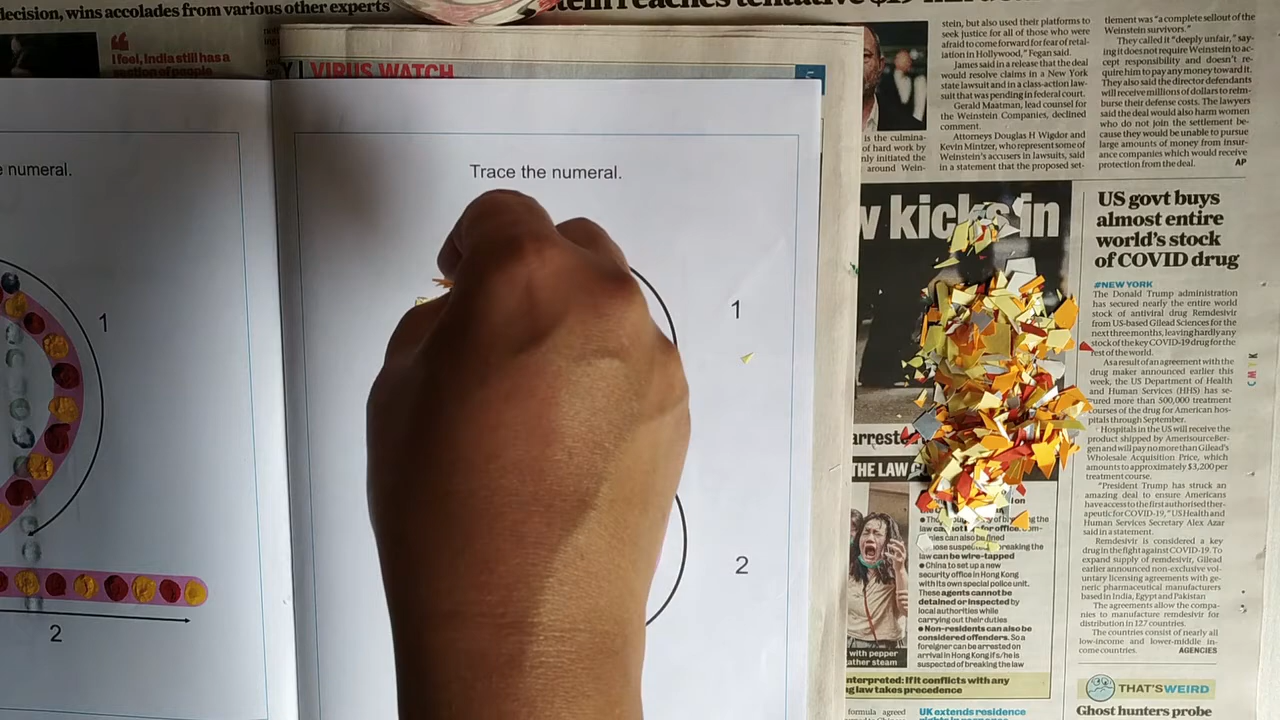 decision, wins accolades from various other experts
I feel, India still has a
section of people
VIRUS WATCH
e numeral.
1
2
Trace the numeral.
1
2
is the culmina-
of hard work by
nly initiated the
around Wein-
stein, but also used their platforms to
seek justice for all of those who were
afraid to come forward for fear of retal-
iation in Hollywood," Fegan said.
James said in a release that the deal
would resolve claims in a New York
state lawsuit and in a class-action law-
suit that was pending in federal court.
Gerald Maatman, lead counsel for
the Weinstein Companies, declined
comment.
Attorneys Douglas H Wigdor and
Kevin Mintzer, who represent some of
Weinstein's accusers in lawsuits, said
in a statement that the proposed set-
tlement was "a complete sellout of the
Weinstein survivors."
They called it "deeply unfair," say-
ing it does not require Weinstein to ac-
cept responsibility and doesn't re-
quire him to pay any money toward it.
They also said the director defendants
will receive millions of dollars to reim-
burse their defense costs. The lawyers
said the deal would also harm women
who do not join the settlement be-
cause they would be unable to pursue
large amounts of money from insur-
ance companies which would receive
protection from the deal. AP
w kicks in
arreste
THE LAW
law can be wire-tapped
● China to set up a new
security office in Hong Kong
with its own special police unit.
These agents cannot be
detained or inspected by
local authorities while
carrying out their duties
● Non-residents can also be
considered offenders. So a
foreigner can be arrested on
arrival in Hong Kong if s/he is
suspected of breaking the law
with pepper
ather steam
nterpreted: If it conflicts with any
g law takes precedence
formula agreed
UK extends residence
US govt buys
almost entire
world's stock
of COVID drug
#NEW YORK
The Donald Trump administration
has secured nearly the entire world
stock of antiviral drug Remdesivir
from US-based Gilead Sciences for the
next three months, leaving hardly any
stock of the key COVID-19 drug for the
rest of the world.
As a result of an agreement with the
drug maker announced earlier this
week, the US Department of Health
and Human Services (HHS) has se-
cured more than 500,000 treatment
courses of the drug for American hos-
pitals through September.
Hospitals in the US will receive the
product shipped by Amerisourceber-
gen and will pay no more than Gilead's
Wholesale Acquisition Price, which
amounts to approximately $3,200 per
treatment course.
"President Trump has struck an
amazing deal to ensure Americans
have access to the first authorised ther-
apeutic for COVID-19," US Health and
Human Services Secretary Alex Azar
said in a statement.
Remdesivir is considered a key
drug in the fight against COVID-19. To
expand supply of remdesivir, Gilead
earlier announced non-exclusive vol-
untary licensing agreements with ge-
neric pharmaceutical manufacturers
based in India, Egypt and Pakistan
The agreements allow the compa-
nies to manufacture remdesivir for
distribution in 127 countries.
The countries consist of nearly all
low-income and lower-middle in-
come countries. AGENCIES
THAT'S WEIRD
Ghost hunters probe
C M Y K